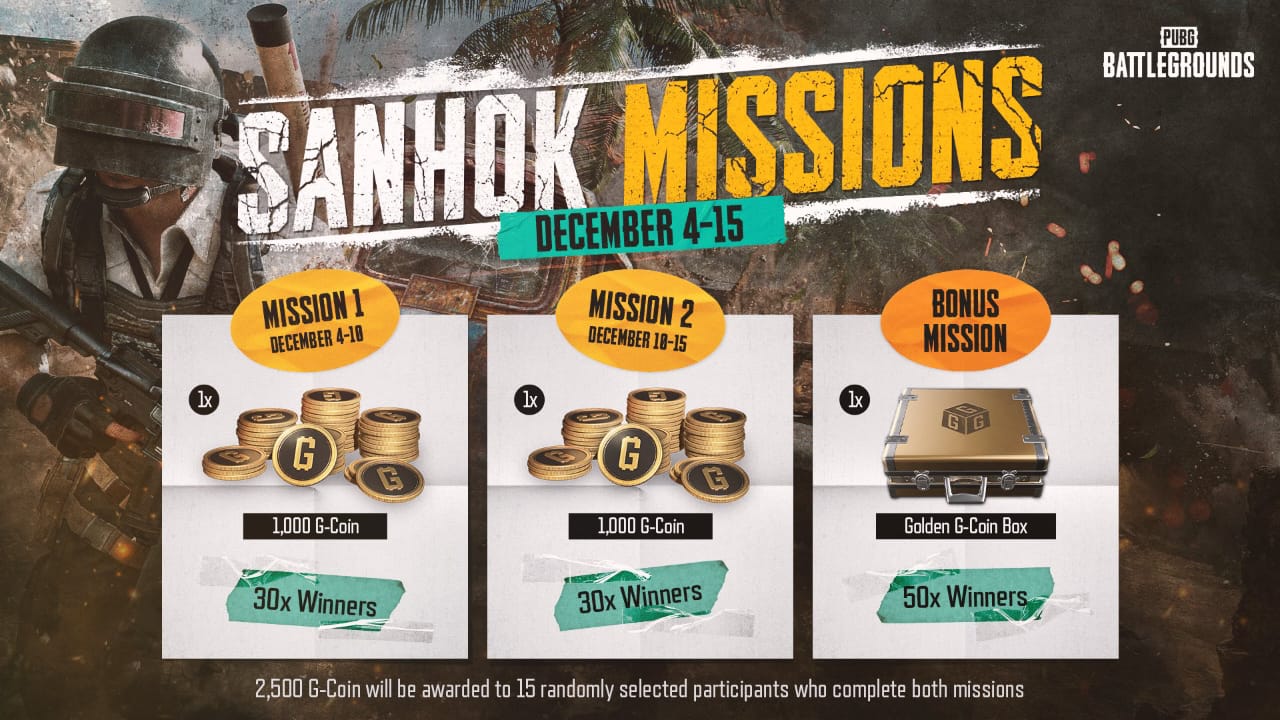 PUBG
BATTLEGROUNDS
SANHOK MISSIONS
DECEMBER 4-15
MISSION 1
DECEMBER 4-10
1x
G
1,000 G-Coin
30x Winners
MISSION 2
DECEMBER 10-15
1x
G
1,000 G-Coin
30x Winners
BONUS
MISSION
1x
G G G
Golden G-Coin Box
50x Winners
2,500 G-Coin will be awarded to 15 randomly selected participants who complete both missions